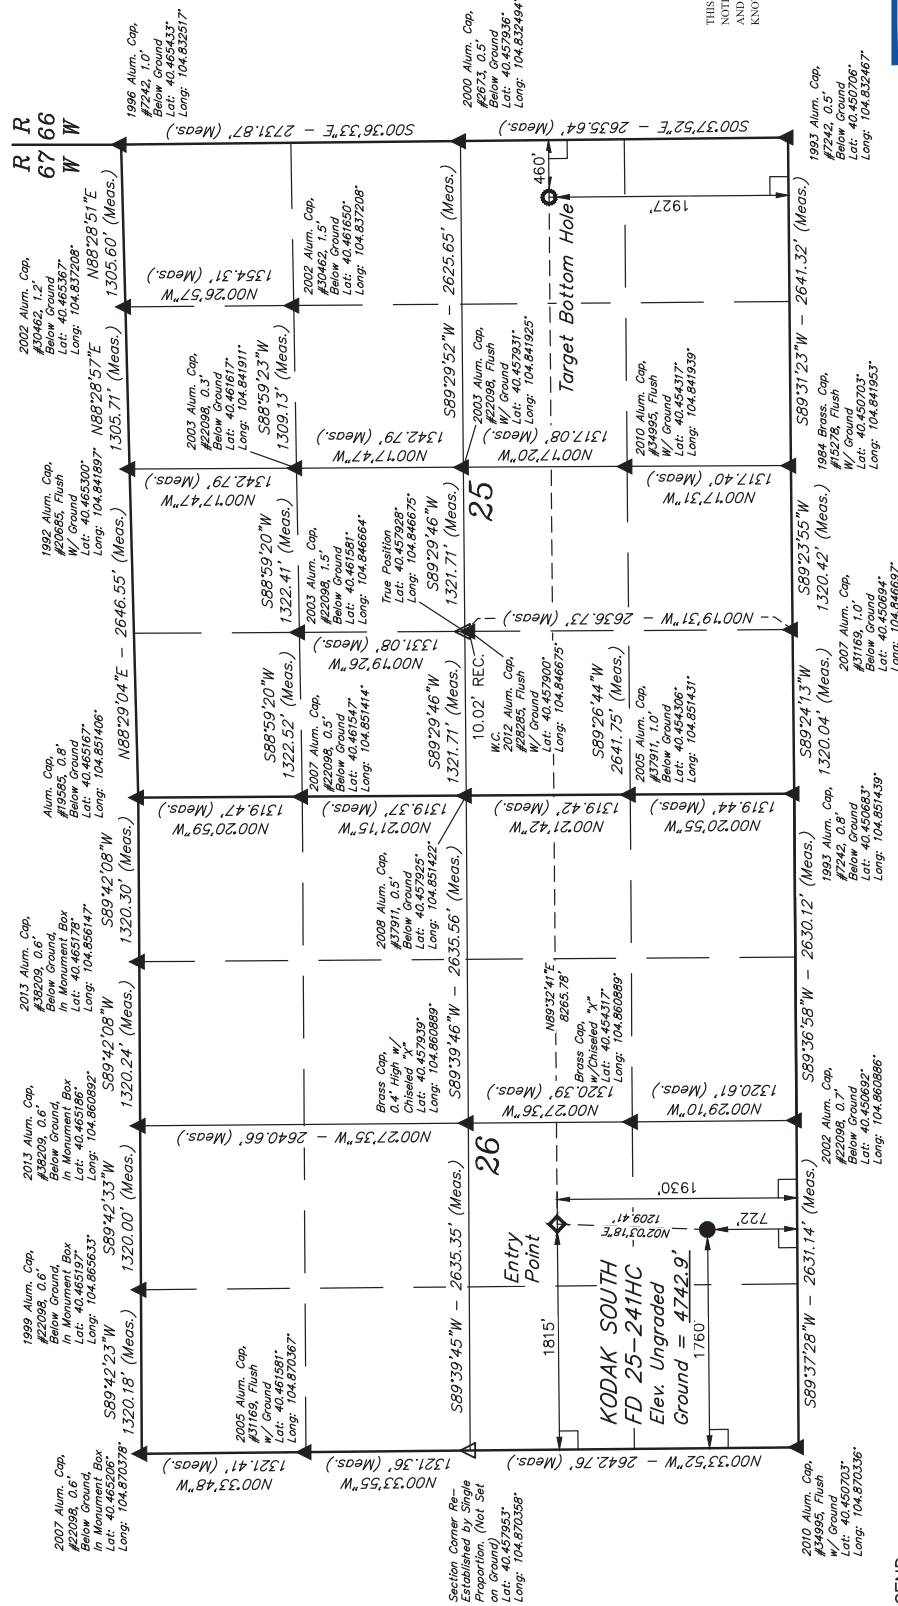 R R
67 66
W W
1996 Alum. Cap,
#7242, 1.0'
Below Ground
Lat: 40.465433°
Long: 104.832517°
N88°28'51"E
1305.60' (Meas.)
2002 Alum. Cap,
#30462, 1.2'
Below Ground
Lat: 40.465367°
Long: 104.837208°
N88°28'57"E
1305.71' (Meas.)
1992 Alum. Cap,
#20685, Flush
W/ Ground
Lat: 40.465300°
Long: 104.841897°
N88°29'04"E - 2646.55' (Meas.)
Alum. Cap,
#19585, 0.8'
Below Ground
Lat: 40.465167°
Long: 104.851406°
S89°42'08"W
1320.30' (Meas.)
2013 Alum. Cap,
#38209, 0.6'
Below Ground,
In Monument Box
Lat: 40.465178°
Long: 104.856147°
S89°42'08"W
1320.24' (Meas.)
2013 Alum. Cap,
#38209, 0.6'
Below Ground,
In Monument Box
Lat: 40.465186°
Long: 104.860892°
S89°42'33"W
1320.00' (Meas.)
1999 Alum. Cap,
#22098, 0.6'
Below Ground,
In Monument Box
Lat: 40.465197°
Long: 104.865633°
S89°42'23"W
1320.18' (Meas.)
2007 Alum. Cap,
#22098, 0.6'
Below Ground,
In Monument Box
Lat: 40.465206°
Long: 104.870378°
S00°36'33"E - 2731.87' (Meas.)
N00°26'57"W
1354.31' (Meas.)
2002 Alum. Cap,
#30462, 1.5'
Below Ground
Lat: 40.461650°
Long: 104.837208°
S88°59'23"W
1309.13' (Meas.)
2003 Alum. Cap,
#22098, 0.3'
Below Ground
Lat: 40.461617°
Long: 104.841911°
N00°17'47"W
1342.79' (Meas.)
N00°17'47"W
1342.79' (Meas.)
S88°59'20"W
1322.41' (Meas.)
2003 Alum. Cap,
#22098, 1.5'
Below Ground
Lat: 40.461581°
Long: 104.846664°
N00°19'26"W
1331.08' (Meas.)
S88°59'20"W
1322.52' (Meas.)
2007 Alum. Cap,
#22098, 0.5'
Below Ground
Lat: 40.461547°
Long: 104.851414°
N00°20'59"W
1319.47' (Meas.)
N00°21'15"W
1319.37' (Meas.)
N00°27'35"W - 2640.66' (Meas.)
2005 Alum. Cap,
#31169, Flush
w/ Ground
Lat: 40.461581°
Long: 104.870367°
N00°33'48"W
1321.41' (Meas.)
N00°33'55"W
1321.36' (Meas.)
2000 Alum. Cap,
#2673, 0.5'
Below Ground
Lat: 40.457936°
Long: 104.832494°
S89°29'52"W - 2625.65' (Meas.)
2003 Alum. Cap,
#22098, Flush
W/ Ground
Lat: 40.457931°
Long: 104.841925°
25
S89°29'46"W
1321.71' (Meas.)
True Position
Lat: 40.457928°
Long: 104.846675°
10.02' REC.
W.C.
2012 Alum. Cap,
#28285, Flush
W/ Ground
Lat: 40.457900°
Long: 104.846675°
S89°29'46"W
1321.71' (Meas.)
2008 Alum. Cap,
#37911, 0.5'
Below Ground
Lat: 40.457925°
Long: 104.851422°
S89°39'46"W - 2635.56' (Meas.)
Brass Cap,
0.4' High w/
Chiseled "X"
Lat: 40.457939°
Long: 104.860889°
26
S89°39'45"W - 2635.35' (Meas.)
Section Corner Re-
Established by Single
Proportion. (Not Set
on Ground)
Lat: 40.457953°
Long: 104.870358°
S00°37'52"E - 2635.64' (Meas.)
460'
1927'
Target Bottom Hole
N00°17'20"W
1317.08' (Meas.)
2010 Alum. Cap,
#34995, Flush
W/ Ground
Lat: 40.454317°
Long: 104.841939°
N00°17'31"W
1317.40' (Meas.)
N00°19'31"W - 2636.73' (Meas.)
S89°26'44"W
2641.75' (Meas.)
2005 Alum. Cap,
#37911, 1.0'
Below Ground
Lat: 40.454306°
Long: 104.851431°
N00°21'42"W
1319.42' (Meas.)
N00°20'55"W
1319.44' (Meas.)
N89°32'41"E
8265.78'
Brass Cap,
w/Chiseled "X"
Lat: 40.454317°
Long: 104.860889°
N00°27'36"W
1320.39' (Meas.)
N00°29'10"W
1320.61' (Meas.)
Entry
Point
1930'
N02°03'18"E
1209.41'
722'
1815'
KODAK SOUTH
FD 25-241HC
Elev. Ungraded
Ground = 4742.9'
1760'
N00°33'52"W - 2642.76' (Meas.)
1993 Alum. Cap,
#7242, 0.5'
Below Ground
Lat: 40.450706°
Long: 104.832467°
S89°31'23"W - 2641.32' (Meas.)
1984 Brass. Cap,
#15278, Flush
W/ Ground
Lat: 40.450703°
Long: 104.841953°
S89°23'55"W
1320.42' (Meas.)
2007 Alum. Cap,
#31169, 1.0'
Below Ground
Lat: 40.450694°
Long: 104.846697°
S89°24'13"W
1320.04' (Meas.)
1993 Alum. Cap,
#7242, 0.8'
Below Ground
Lat: 40.450683°
Long: 104.851439°
S89°36'58"W - 2630.12' (Meas.)
2002 Alum. Cap,
#22098, 0.7'
Below Ground
Lat: 40.450692°
Long: 104.860886°
S89°37'28"W - 2631.14' (Meas.)
2010 Alum. Cap,
#34995, Flush
w/ Ground
Lat: 40.450703°
Long: 104.870336°
THIS
NOT
AND
KNO